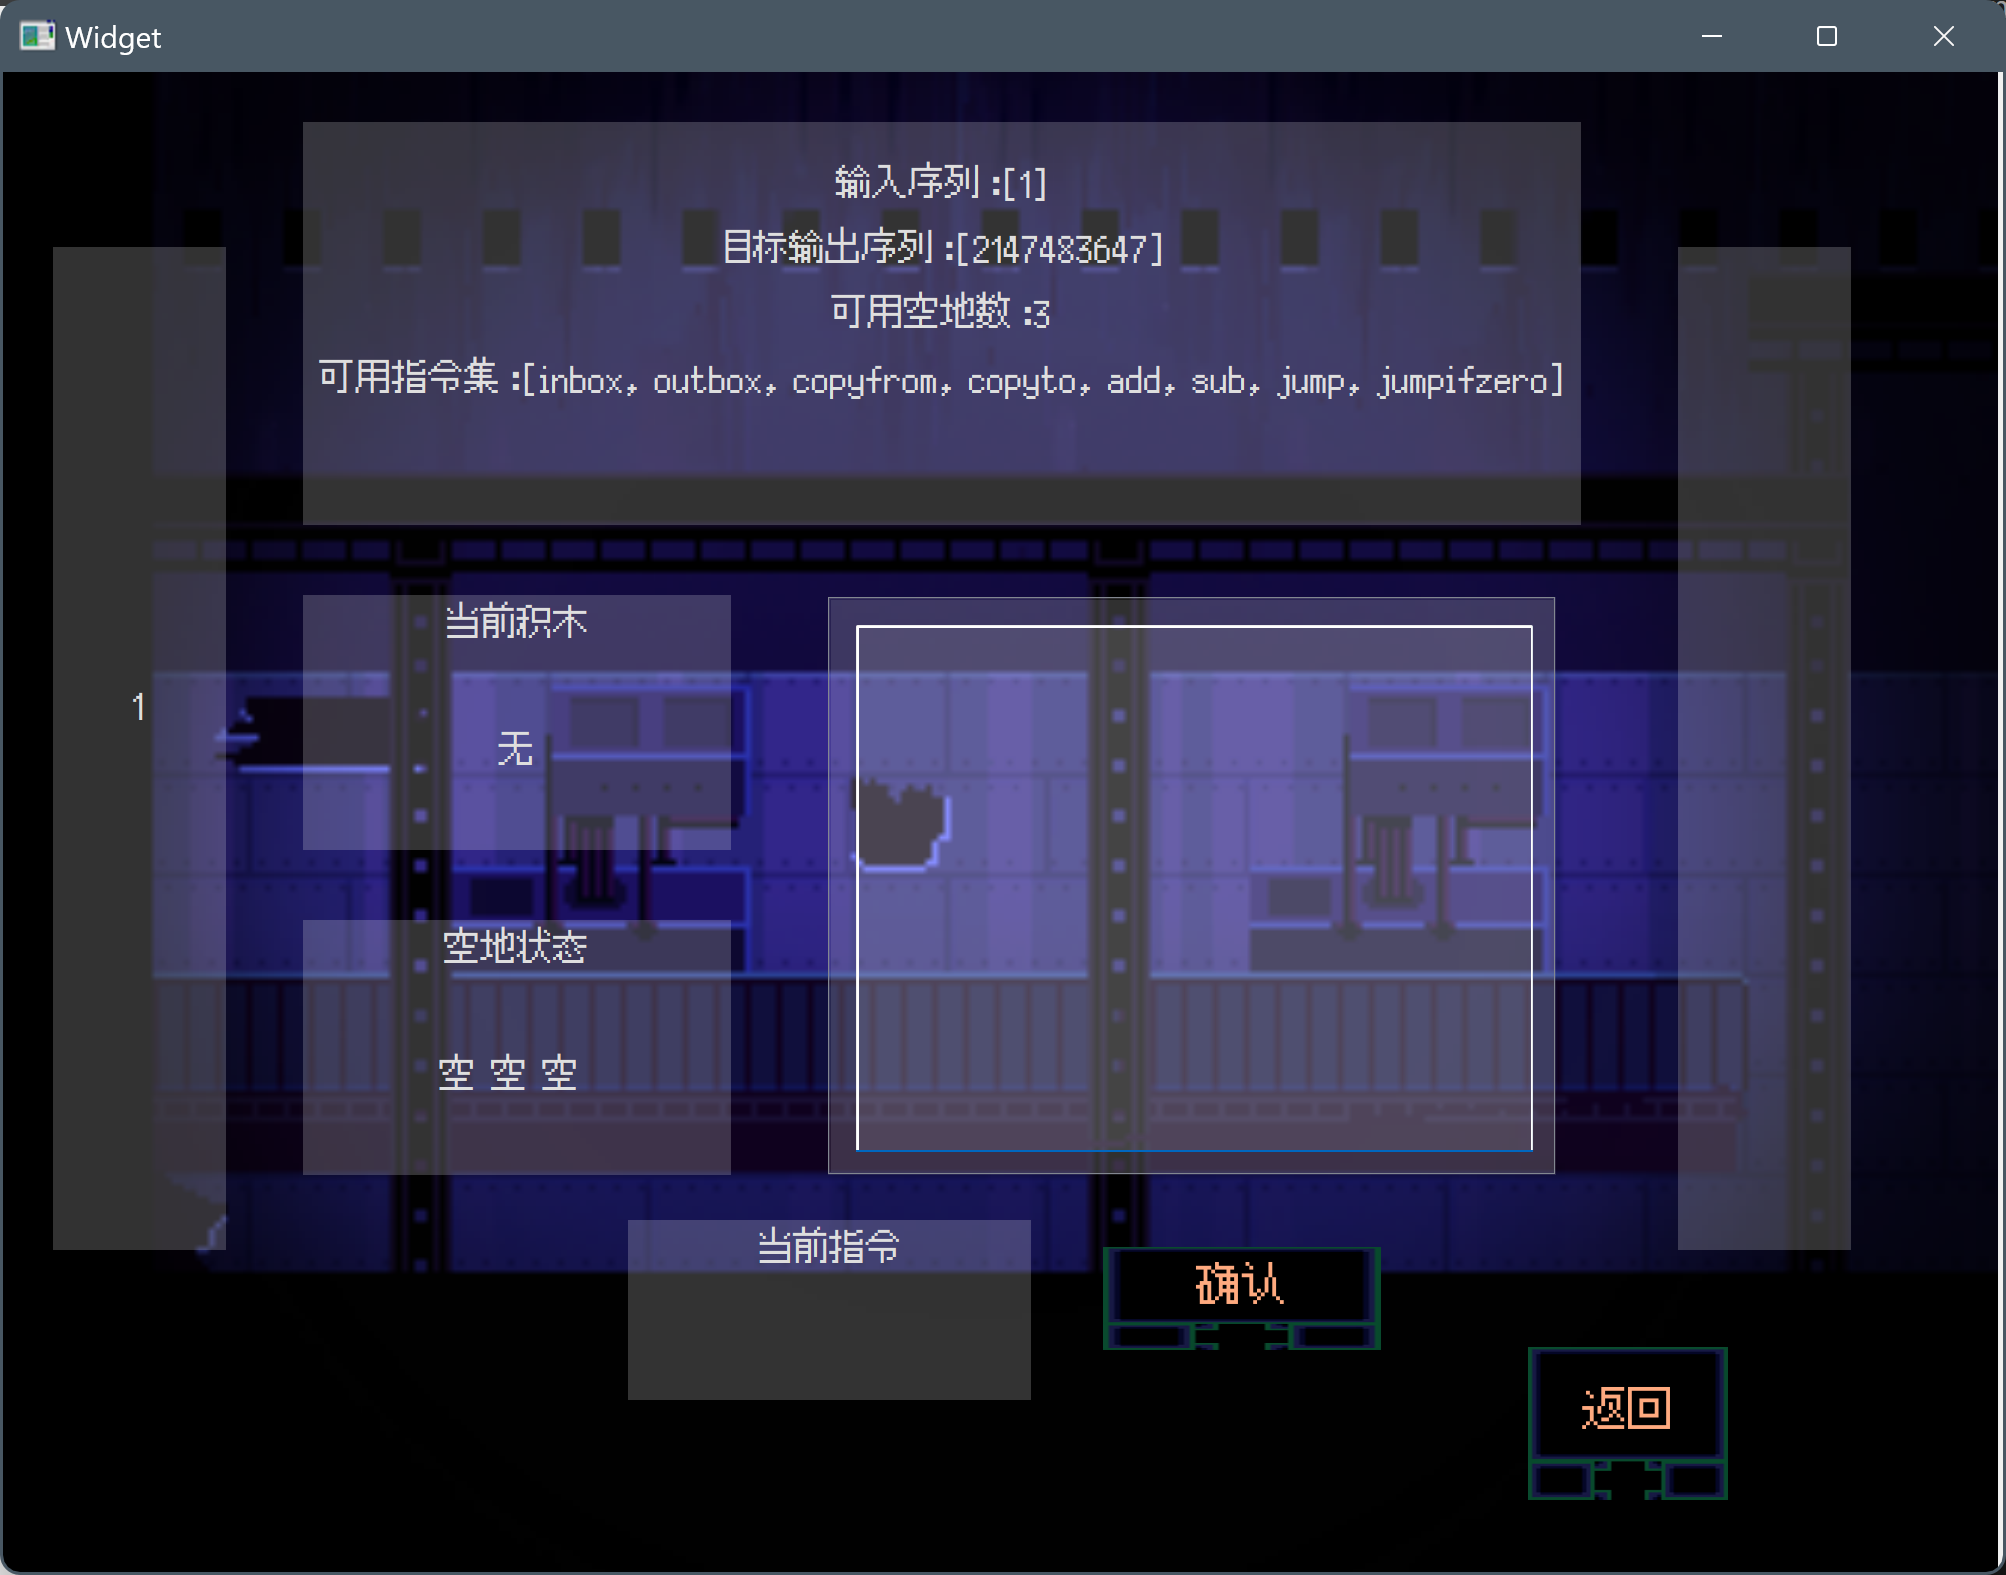 Widget
输入序列 :[1]
目标输出序列 :[2147483647]
可用空地数 :3
可用指令集 :[inbox, outbox, copyfrom, copyto, add, sub, jump, jumpifzero]
当前积木
1
无
空地状态
空 空 空
当前指令
确认
返回